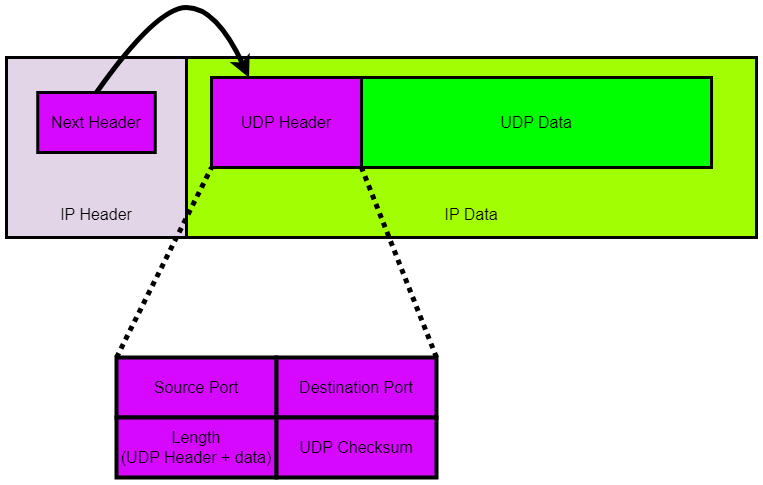 Next Header
UDP Header
UDP Data
IP Header
IP Data
Source Port
Destination Port
Length
(UDP Header + data)
UDP Checksum